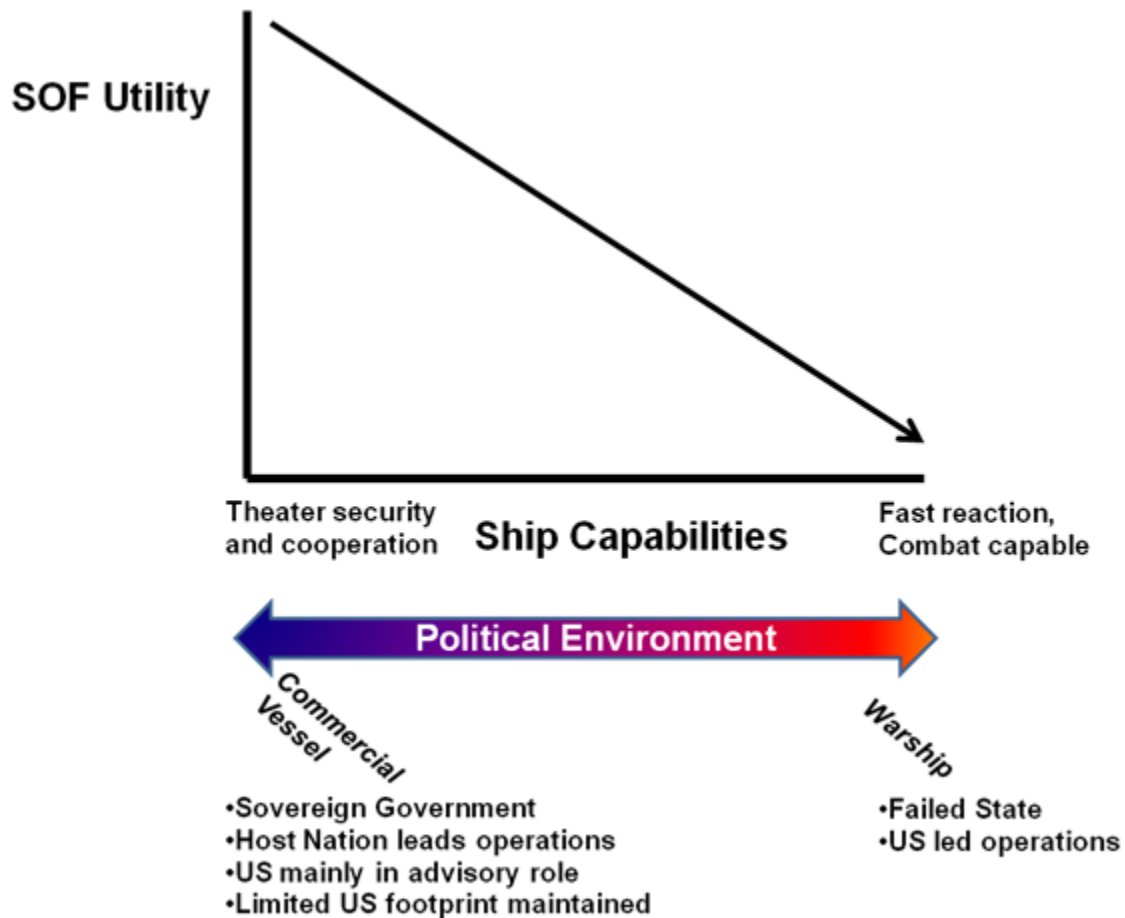 SOF Utility
Theater security
and cooperation
Ship Capabilities
Fast reaction,
Combat capable
Political Environment
Commercial
Vessel
Warship
•Sovereign Government
•Host Nation leads operations
•US mainly in advisory role
•Limited US footprint maintained
•Failed State
•US led operations